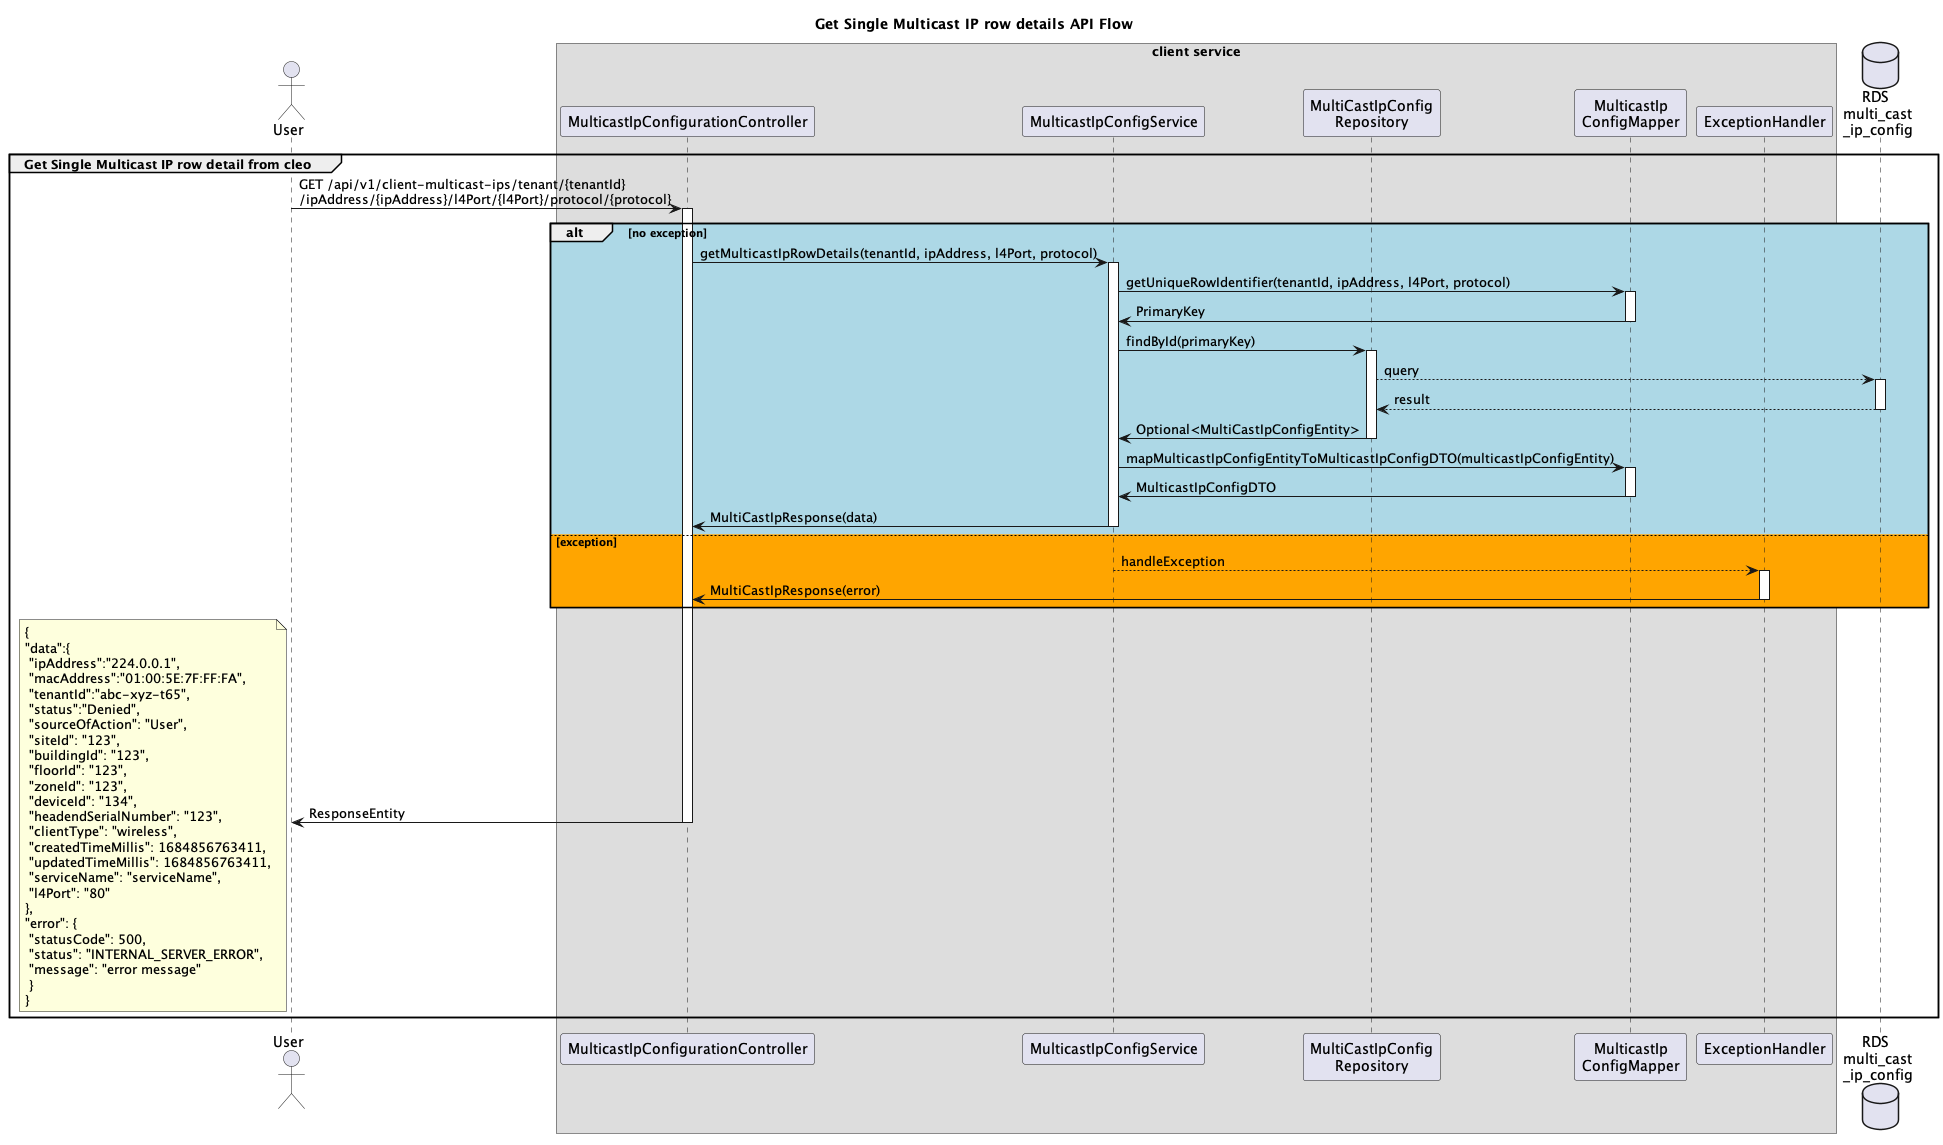 Get Single Multicast IP row details API Flow
client service
User
MulticastIpConfigurationController
MulticastIpConfigService
MultiCastIpConfig
Repository
MulticastIp
ConfigMapper
ExceptionHandler
RDS
multi_cast
_ip_config
Get Single Multicast IP row detail from cleo
GET /api/v1/client-multicast-ips/tenant/{tenantId}
/ipAddress/{ipAddress}/l4Port/{l4Port}/protocol/{protocol}
alt
[no exception]
getMulticastIpRowDetails(tenantId, ipAddress, l4Port, protocol)
getUniqueRowIdentifier(tenantId, ipAddress, l4Port, protocol)
PrimaryKey
findById(primaryKey)
query
result
Optional<MultiCastIpConfigEntity>
mapMulticastIpConfigEntityToMulticastIpConfigDTO(multicastIpConfigEntity)
MulticastIpConfigDTO
MultiCastIpResponse(data)
[exception]
handleException
MultiCastIpResponse(error)
{
"data":{
"ipAddress":"224.0.0.1",
"macAddress":"01:00:5E:7F:FF:FA",
"tenantId":"abc-xyz-t65",
"status":"Denied",
"sourceOfAction": "User",
"siteId": "123",
"buildingId": "123",
"floorId": "123",
"zoneId": "123",
"deviceId": "134",
"headendSerialNumber": "123",
"clientType": "wireless",
"createdTimeMillis": 1684856763411,
"updatedTimeMillis": 1684856763411,
"serviceName": "serviceName",
"l4Port": "80"
},
"error": {
"statusCode": 500,
"status": "INTERNAL_SERVER_ERROR",
"message": "error message"
}
}
ResponseEntity
User
MulticastIpConfigurationController
MulticastIpConfigService
MultiCastIpConfig
Repository
MulticastIp
ConfigMapper
ExceptionHandler
RDS
multi_cast
_ip_config